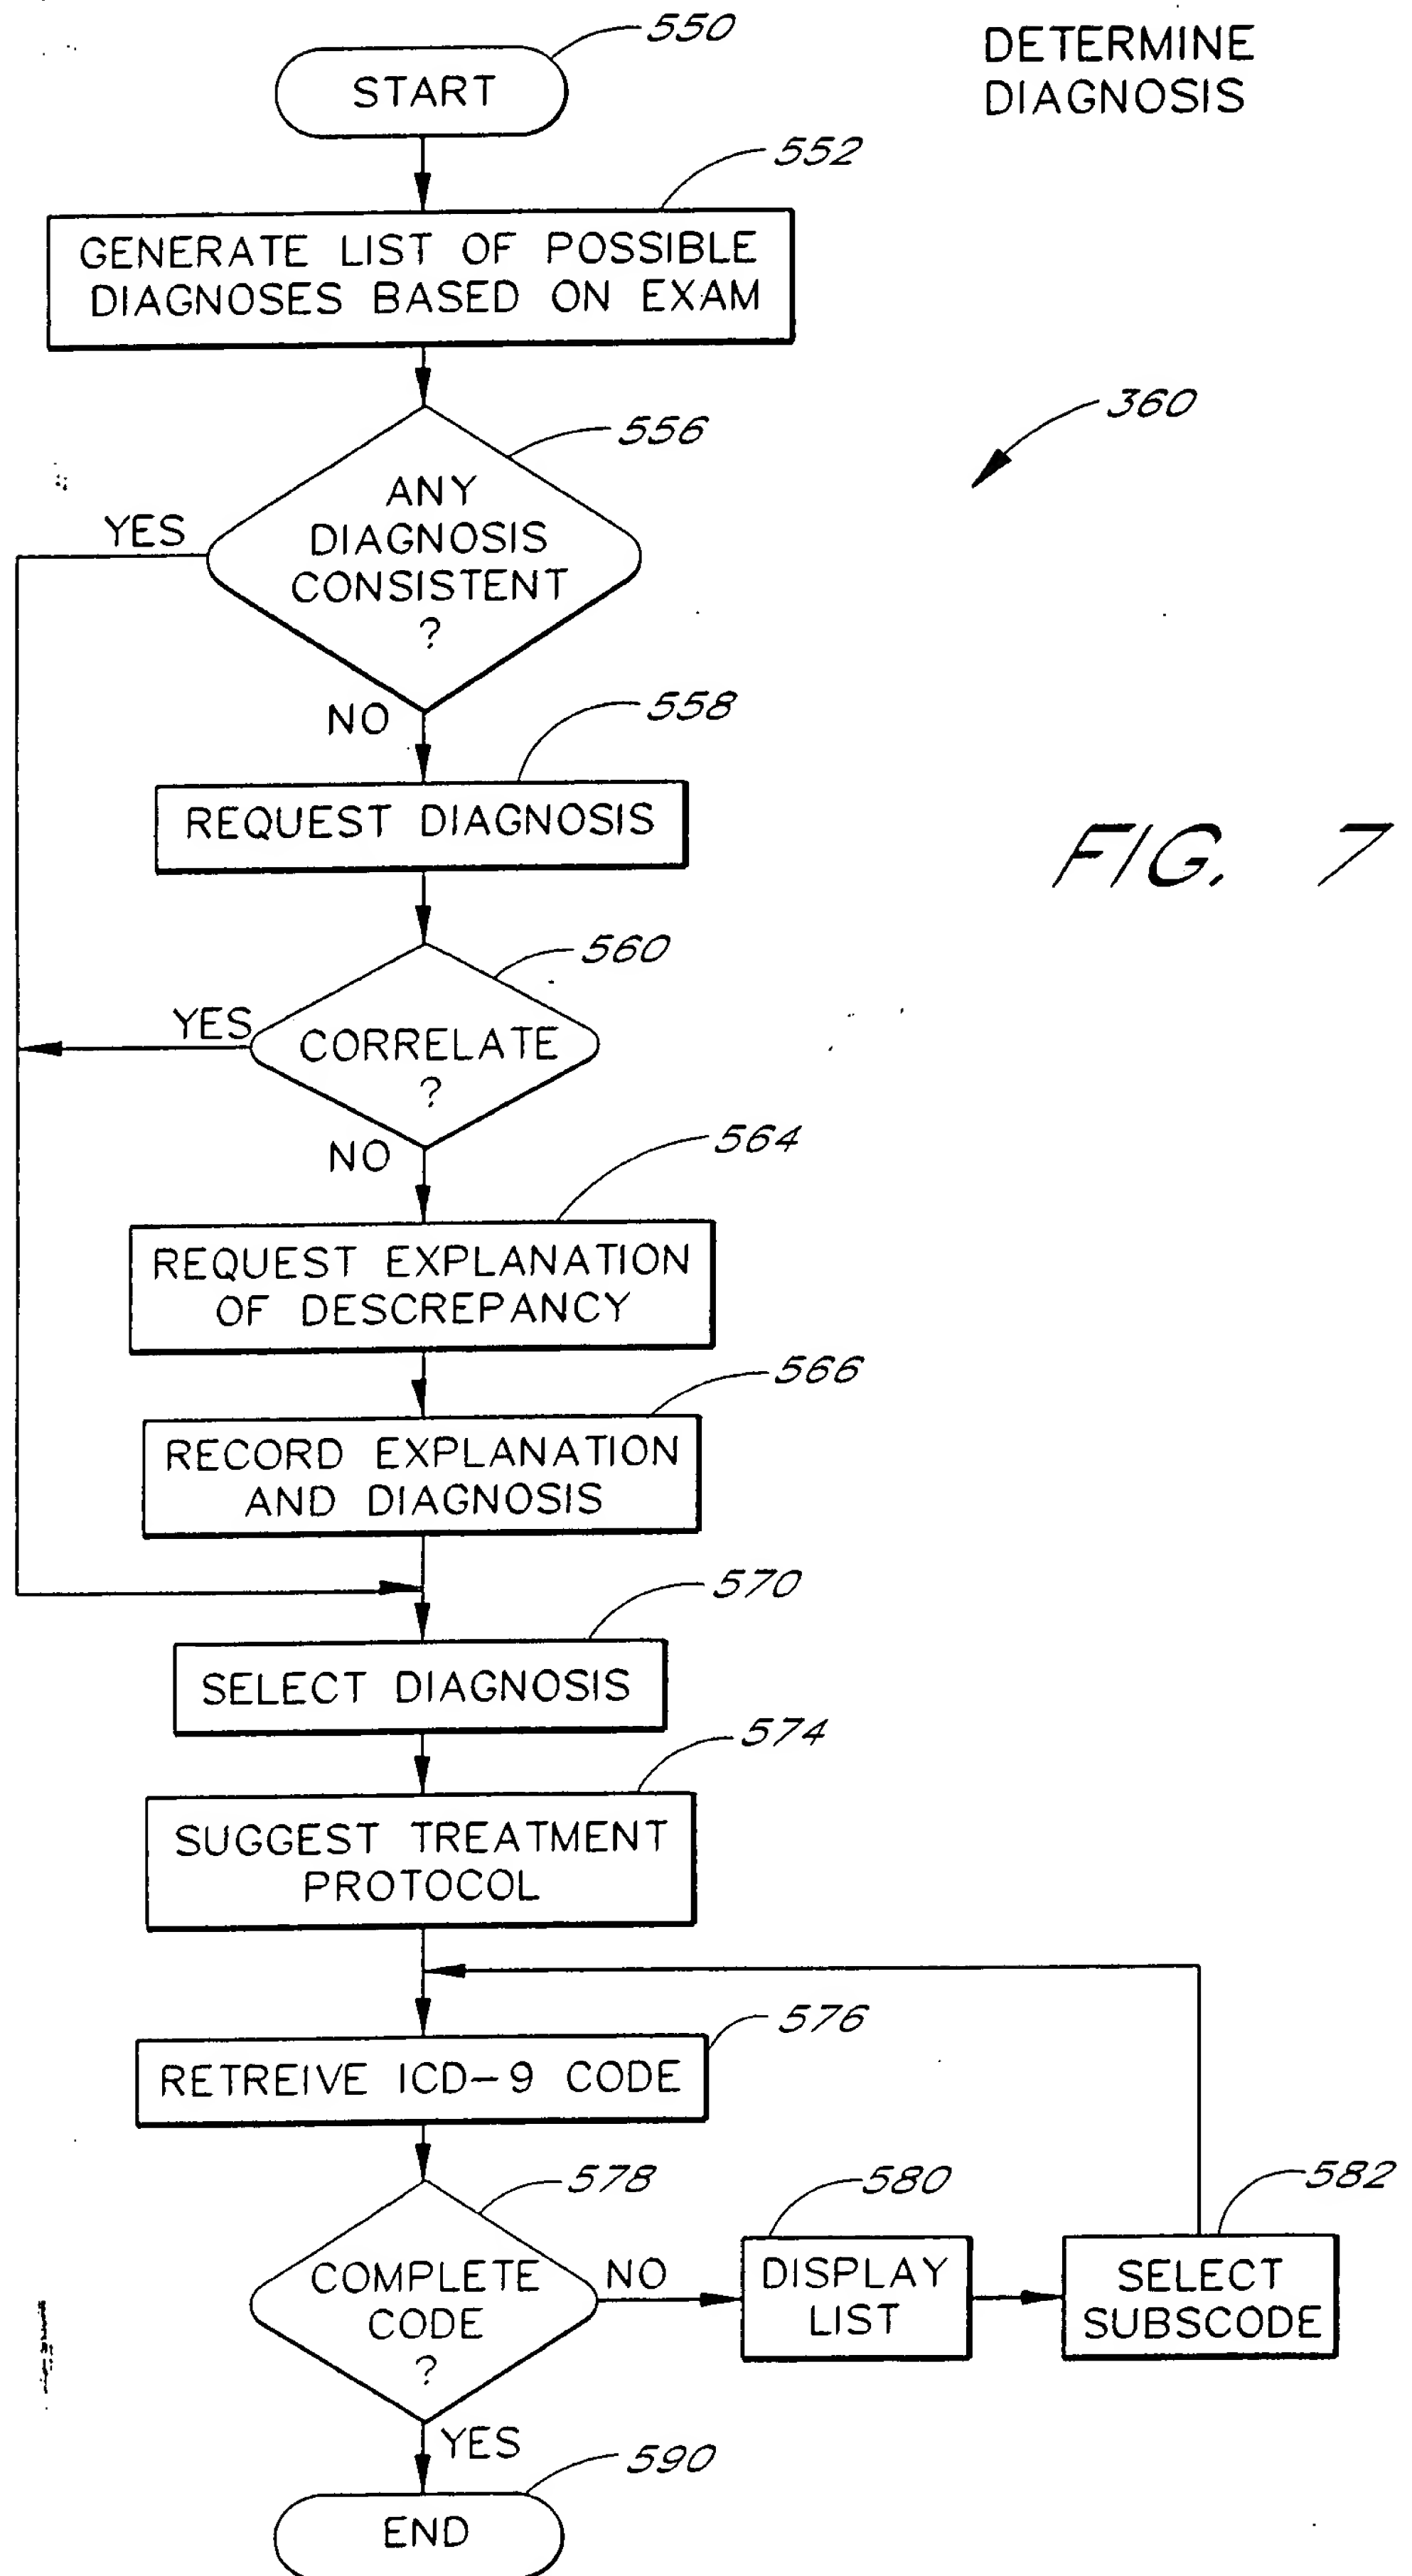 550
DETERMINE
DIAGNOSIS
START
552
GENERATE LIST OF POSSIBLE
DIAGNOSES BASED ON EXAM
360
556
ANY
DIAGNOSIS
CONSISTENT
?
YES
NO
558
REQUEST DIAGNOSIS
FIG. 7
560
YES
CORRELATE
?
NO
564
REQUEST EXPLANATION
OF DESCREPANCY
566
RECORD EXPLANATION
AND DIAGNOSIS
570
SELECT DIAGNOSIS
574
SUGGEST TREATMENT
PROTOCOL
576
RETREIVE ICD-9 CODE
578
COMPLETE
CODE
?
NO
580
DISPLAY
LIST
582
SELECT
SUBSCODE
YES
590
END